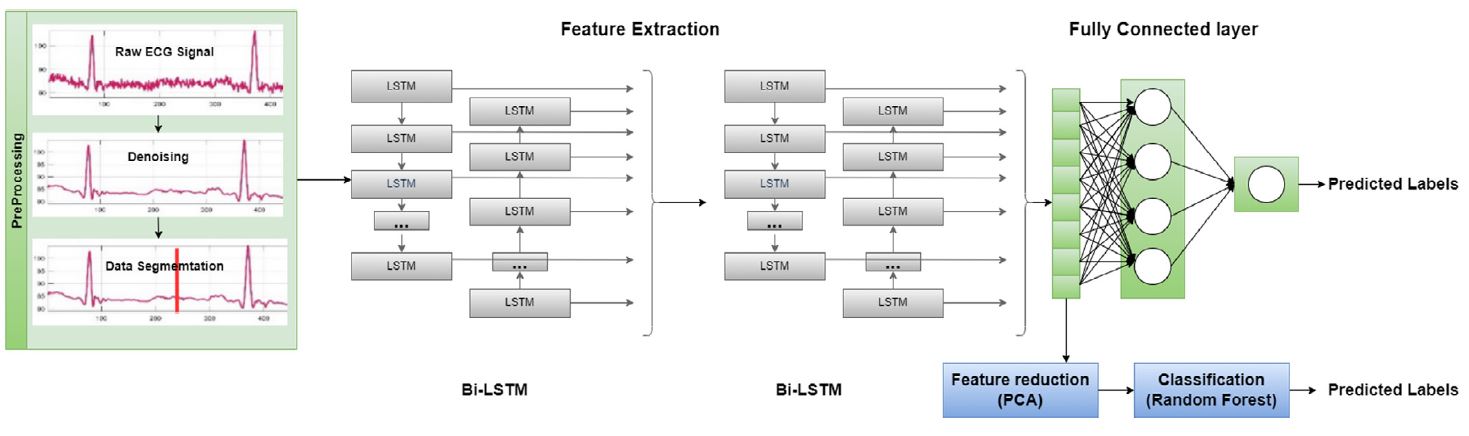 PreProcessing
Raw ECG Signal
100
90
80
100
200
300
400
Denoising
100
95
90
85
80
100
200
300
400
Data Segmemtation
100
95
90
85
80
100
200
300
400
Feature Extraction
LSTM
LSTM
LSTM
...
LSTM
LSTM
LSTM
LSTM
...
LSTM
Bi-LSTM
LSTM
LSTM
LSTM
...
LSTM
LSTM
LSTM
LSTM
...
LSTM
Bi-LSTM
Fully Connected layer
Predicted Labels
Feature reduction
(PCA)
Classification
(Random Forest)
Predicted Labels